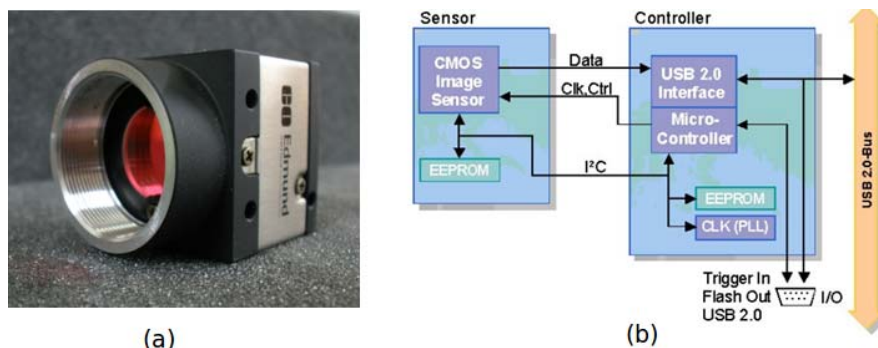 Edmund
(a)
Sensor
CMOS
Image
Sensor
EEPROM
Data
Clk,Ctrl
I²C
Controller
USB 2.0
Interface
Micro-
Controller
EEPROM
CLK (PLL)
Trigger In
Flash Out
USB 2.0
I/O
USB 2.0-Bus
(b)